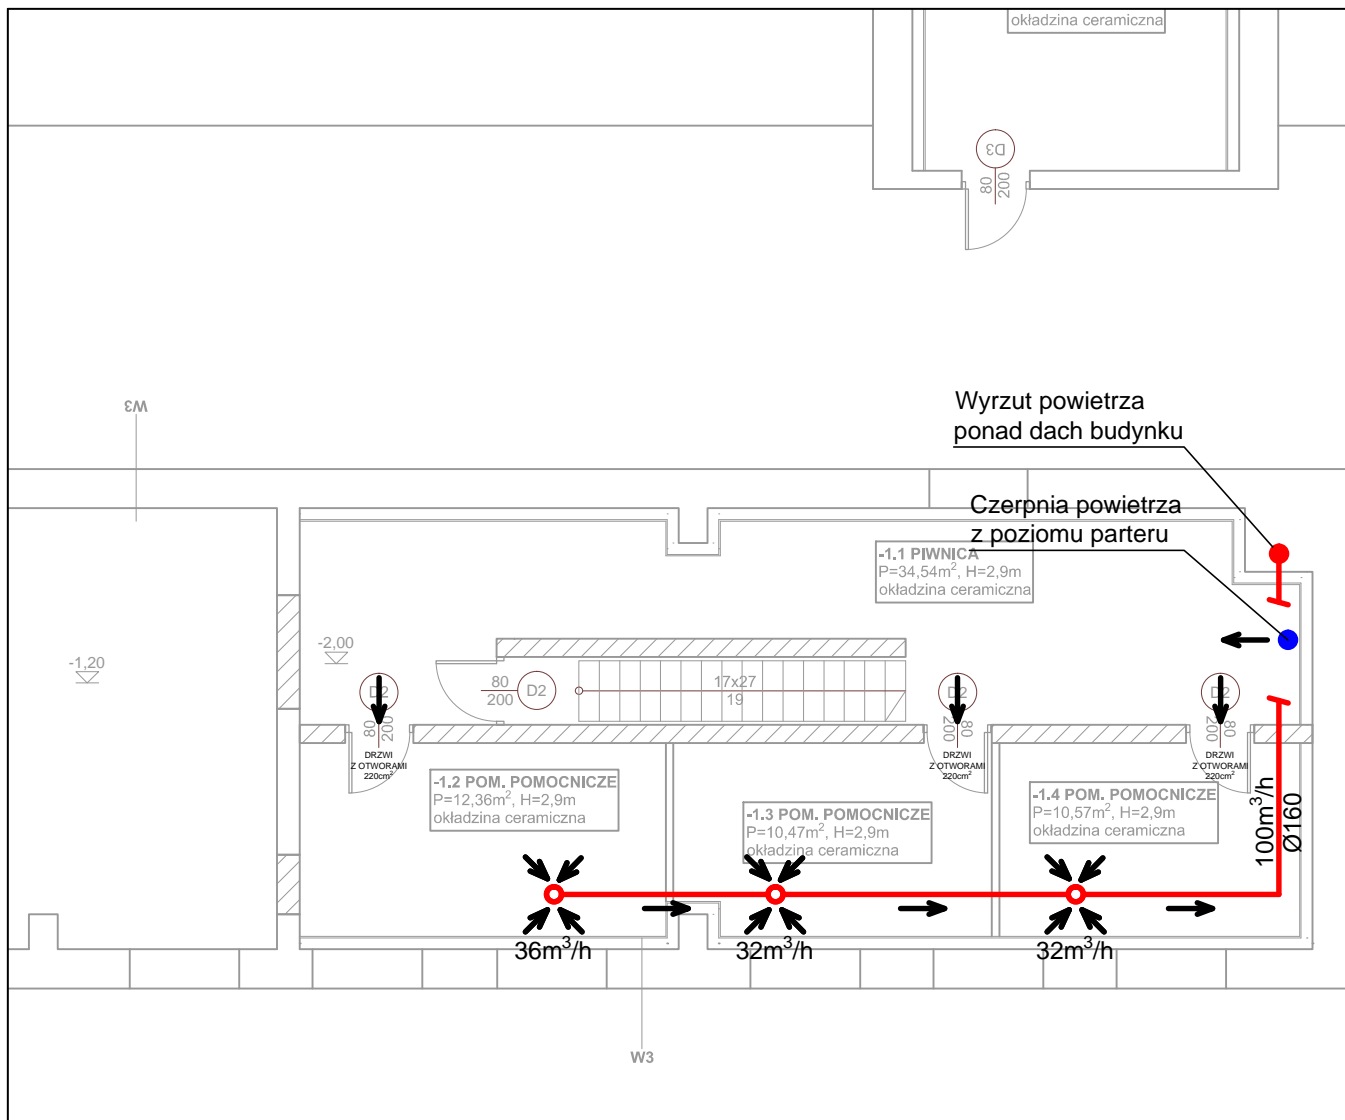 okładzina ceramiczna
D3
80
200
W3
Wyrzut powietrza
ponad dach budynku
Czerpnia powietrza
z poziomu parteru
-1.1 PIWNICA
P=34,54m², H=2,9m
okładzina ceramiczna
-1,20
-2,00
D2
80
200
DRZWI
Z OTWORAMI
220cm²
80
200
D2
17x27
19
D2
80
200
DRZWI
Z OTWORAMI
220cm²
D2
80
200
DRZWI
Z OTWORAMI
220cm²
-1.2 POM. POMOCNICZE
P=12,36m², H=2,9m
okładzina ceramiczna
-1.3 POM. POMOCNICZE
P=10,47m², H=2,9m
okładzina ceramiczna
-1.4 POM. POMOCNICZE
P=10,57m², H=2,9m
okładzina ceramiczna
100m³/h
Ø160
36m³/h
32m³/h
32m³/h
W3